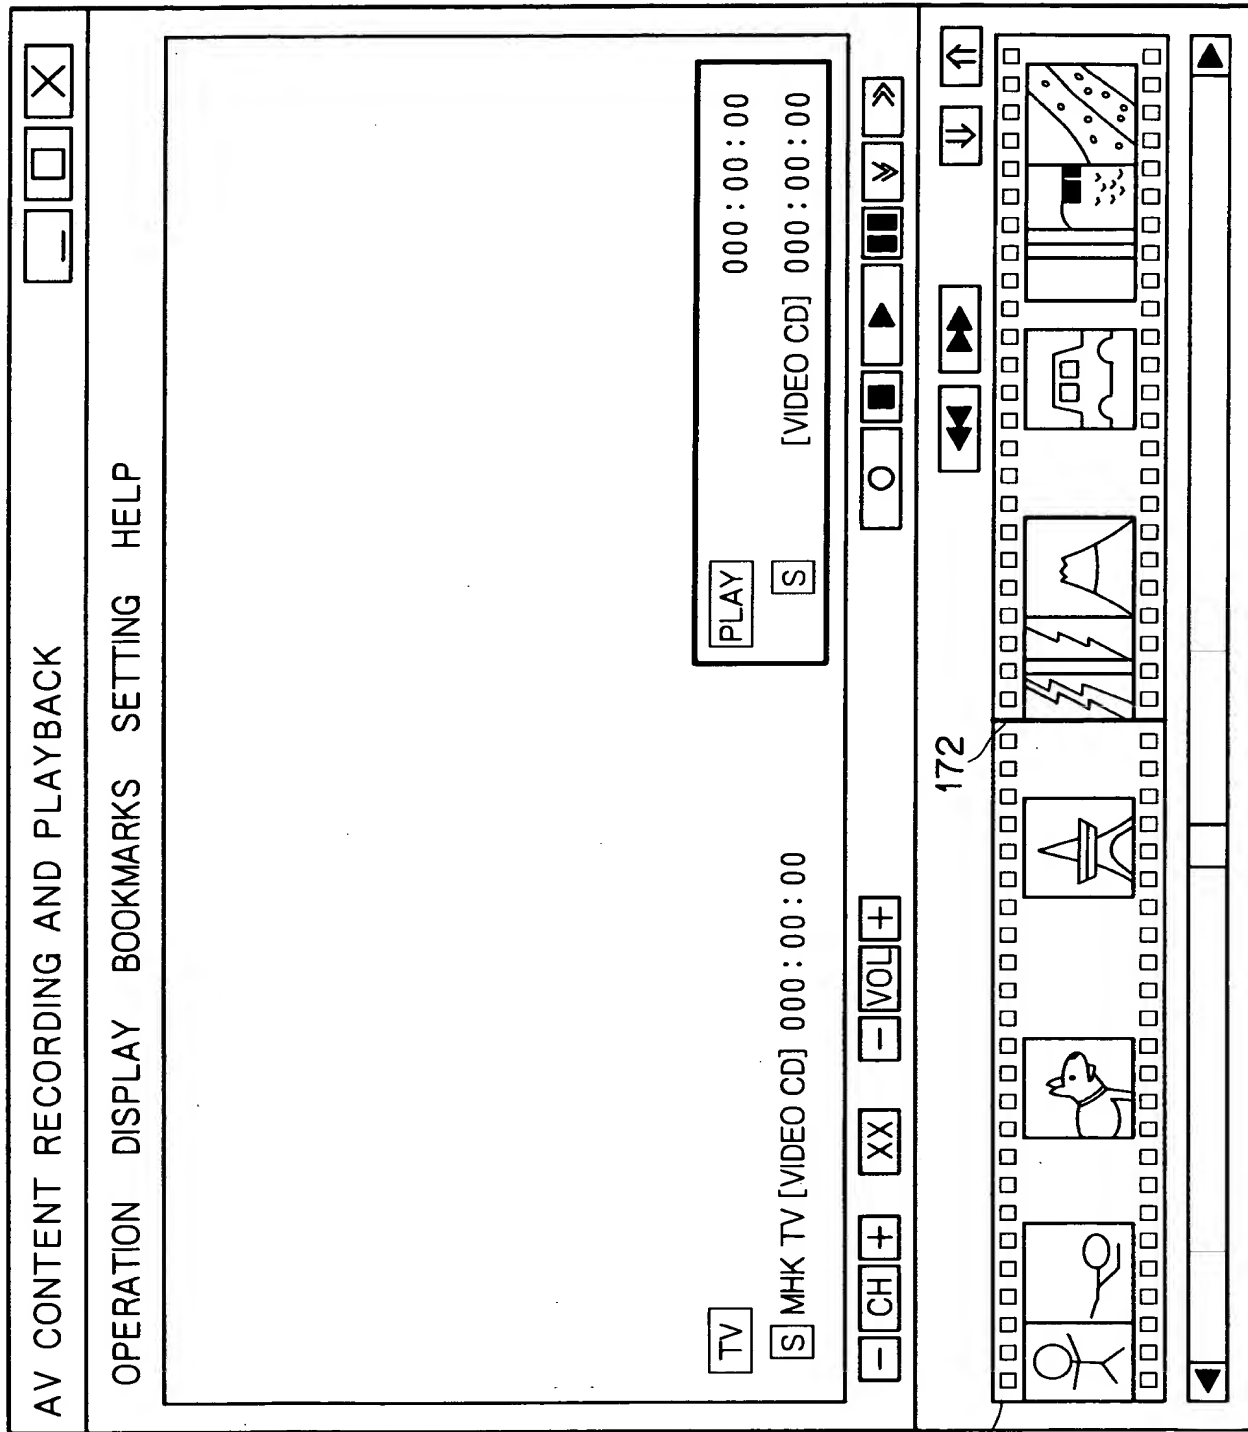 AV CONTENT RECORDING AND PLAYBACK
OPERATION DISPLAY BOOKMARKS SETTING HELP
TV
S MHK TV [VIDEO CD] 000:00:00
PLAY 000:00:00
S [VIDEO CD] 000:00:00
− CH + XX − VOL +
172